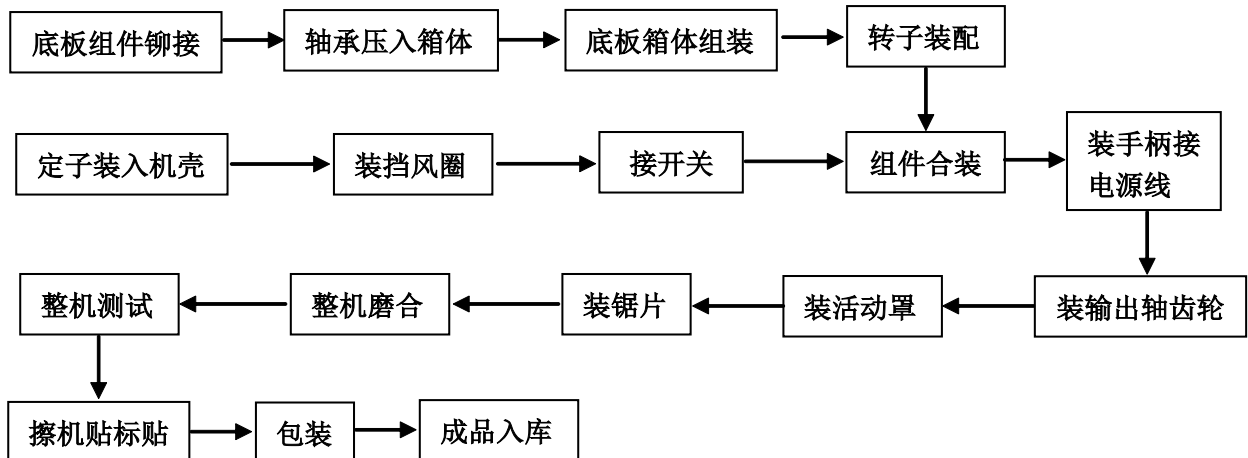 底板组件铆接
轴承压入箱体
底板箱体组装
转子装配
定子装入机壳
装挡风圈
接开关
组件合装
装手柄接
电源线
整机测试
整机磨合
装锯片
装活动罩
装输出轴齿轮
擦机贴标贴
包装
成品入库